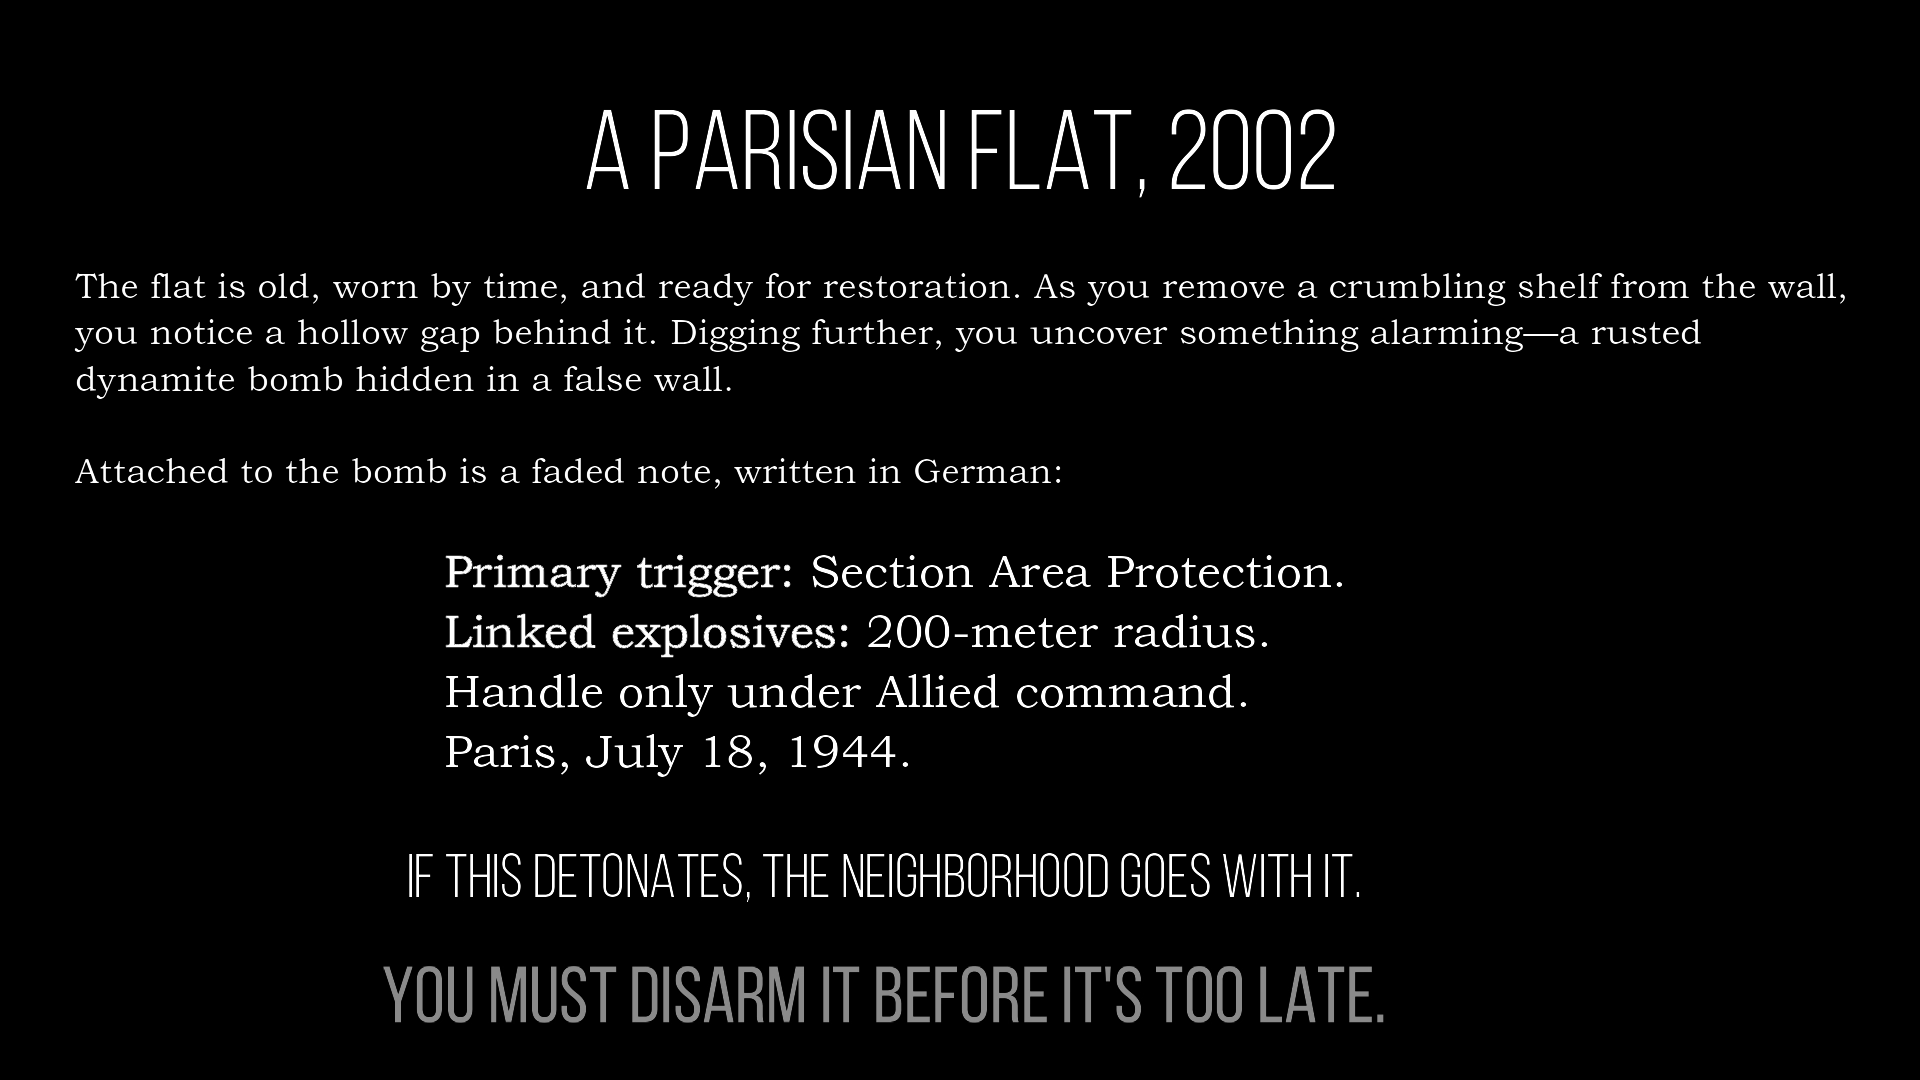 A PARISIAN FLAT, 2002
The flat is old, worn by time, and ready for restoration. As you remove a crumbling shelf from the wall,
you notice a hollow gap behind it. Digging further, you uncover something alarming—a rusted
dynamite bomb hidden in a false wall.
Attached to the bomb is a faded note, written in German:
Primary trigger: Section Area Protection.
Linked explosives: 200-meter radius.
Handle only under Allied command.
Paris, July 18, 1944.
IF THIS DETONATES, THE NEIGHBORHOOD GOES WITH IT.
YOU MUST DISARM IT BEFORE IT'S TOO LATE.